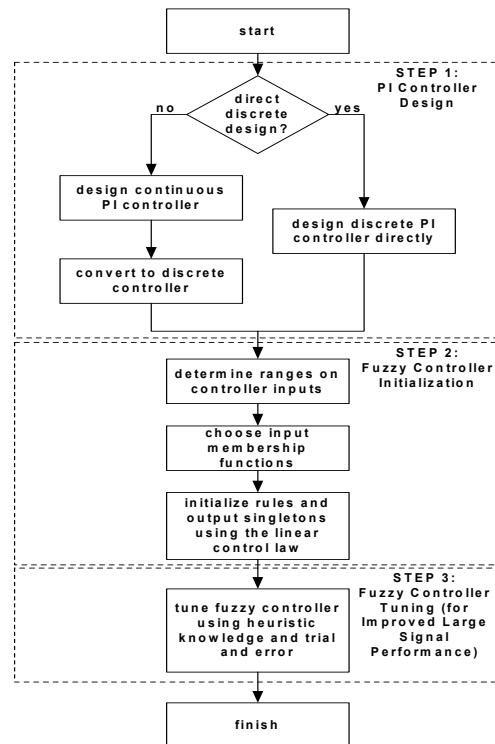 start
STEP 1:
PI Controller
Design
direct
discrete
design?
no
yes
design continuous
PI controller
design discrete PI
controller directly
convert to discrete
controller
STEP 2:
Fuzzy Controller
Initialization
determine ranges on
controller inputs
choose input
membership
functions
initialize rules and
output singletons
using the linear
control law
STEP 3:
Fuzzy Controller
Tuning (for
Improved Large
Signal
Performance)
tune fuzzy controller
using heuristic
knowledge and trial
and error
finish